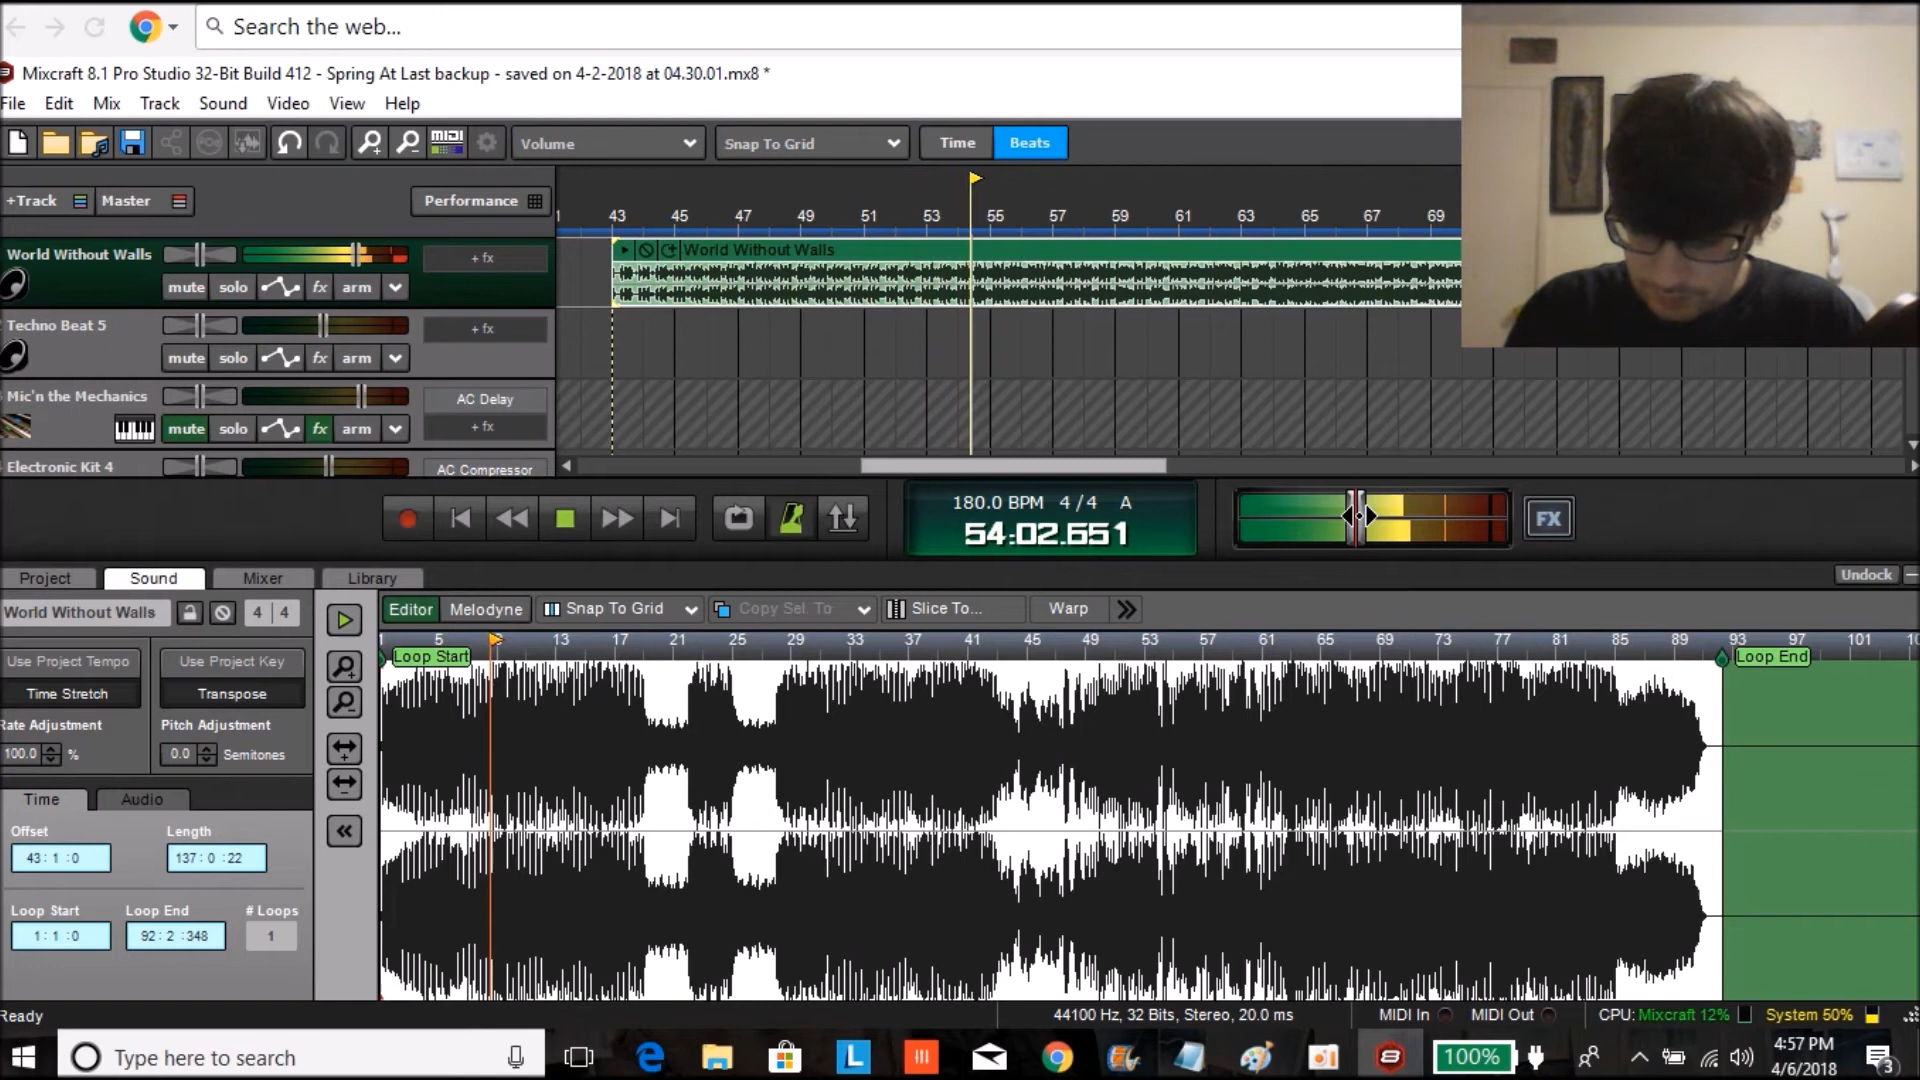 Search the web...
Mixcraft 8.1 Pro Studio 32-Bit Build 412 - Spring At Last backup - saved on 4-2-2018 at 04.30.01.mx8 *
File Edit Mix Track Sound Video View Help
MIDI Volume Snap To Grid Time Beats
+Track Master Performance
43 45 47 49 51 53 55 57 59 61 63 65 67 69
World Without Walls + fx World Without Walls
mute solo fx arm
Techno Beat 5 + fx
mute solo fx arm
Mic'n the Mechanics AC Delay
mute solo fx arm + fx
Electronic Kit 4 AC Compressor
180.0 BPM 4/4 A
54:02.651
FX
Project Sound Mixer Library Undock
World Without Walls 4 4 Editor Melodyne Snap To Grid Copy Sel. To Slice To... Warp
1 5 9 13 17 21 25 29 33 37 41 45 49 53 57 61 65 69 73 77 81 85 89 93 97 101
Loop Start Loop End
Use Project Tempo Use Project Key
Time Stretch Transpose
Rate Adjustment Pitch Adjustment
100.0 % 0.0 Semitones
Time Audio
Offset Length
43: 1 :0 137: 0 :22
Loop Start Loop End # Loops
1: 1 :0 92: 2 :348 1
Ready 44100 Hz, 32 Bits, Stereo, 20.0 ms MIDI In MIDI Out CPU: Mixcraft 12% System 50%
Type here to search 100% 4:57 PM
4/6/2018 3